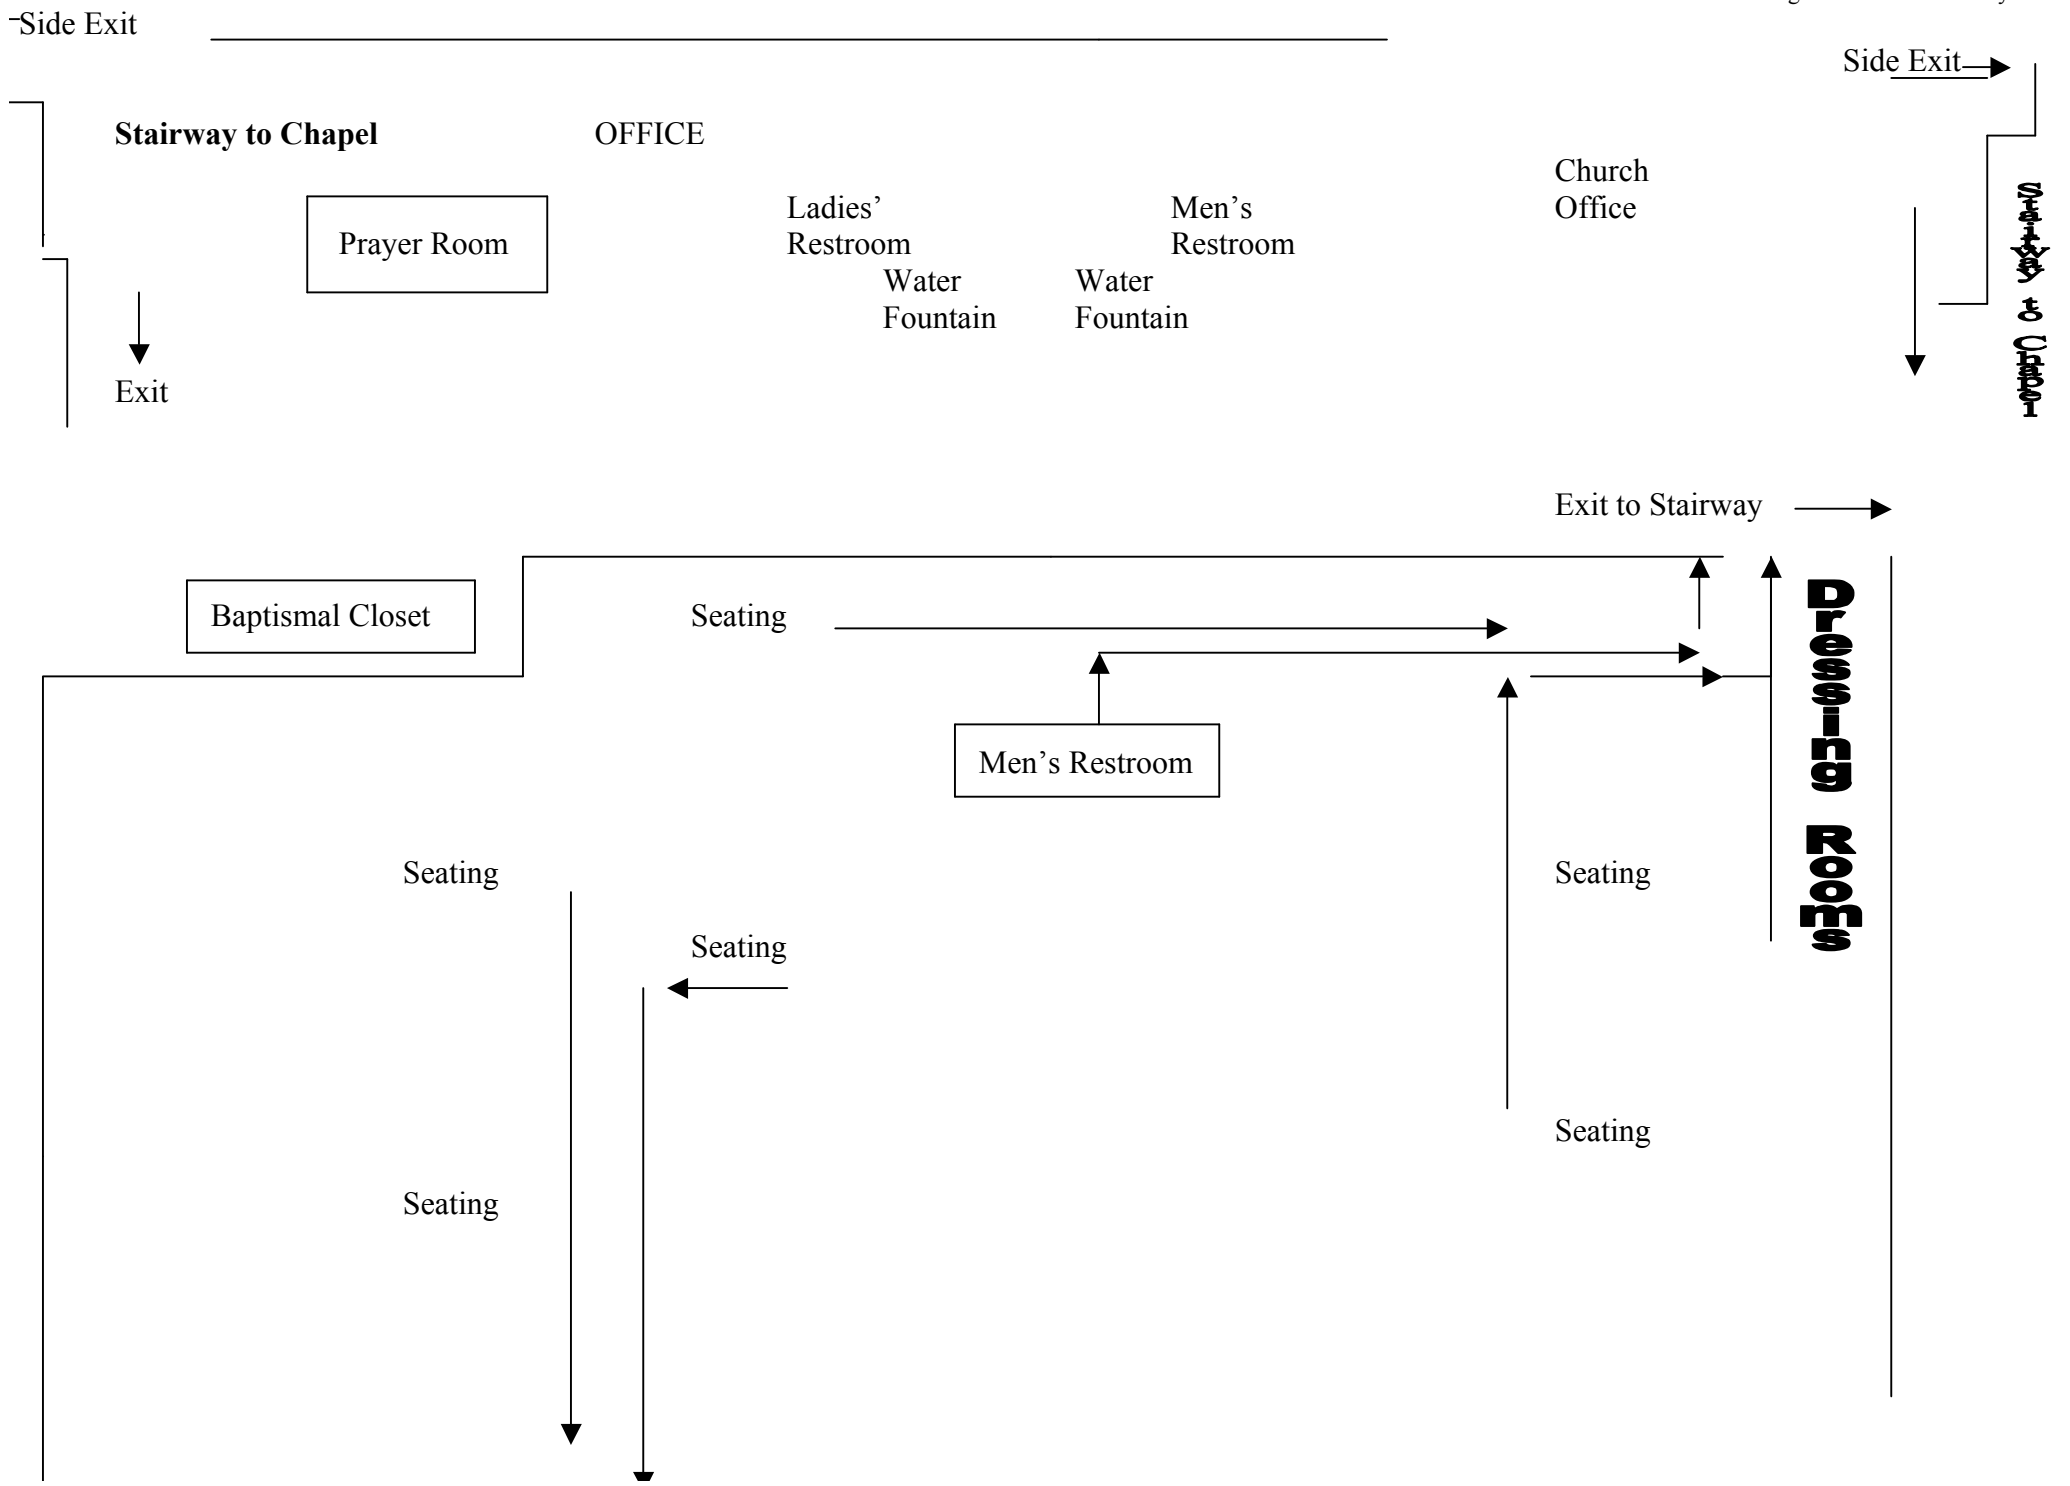 Side Exit
Side Exit
Stairway to Chapel
OFFICE
Church
Office
Ladies’
Restroom
Men’s
Restroom
Prayer Room
Water
Fountain
Water
Fountain
Stairway to Chapel
Exit
Exit to Stairway
Baptismal Closet
Seating
Dressing Rooms
Men’s Restroom
Seating
Seating
Seating
Seating
Seating